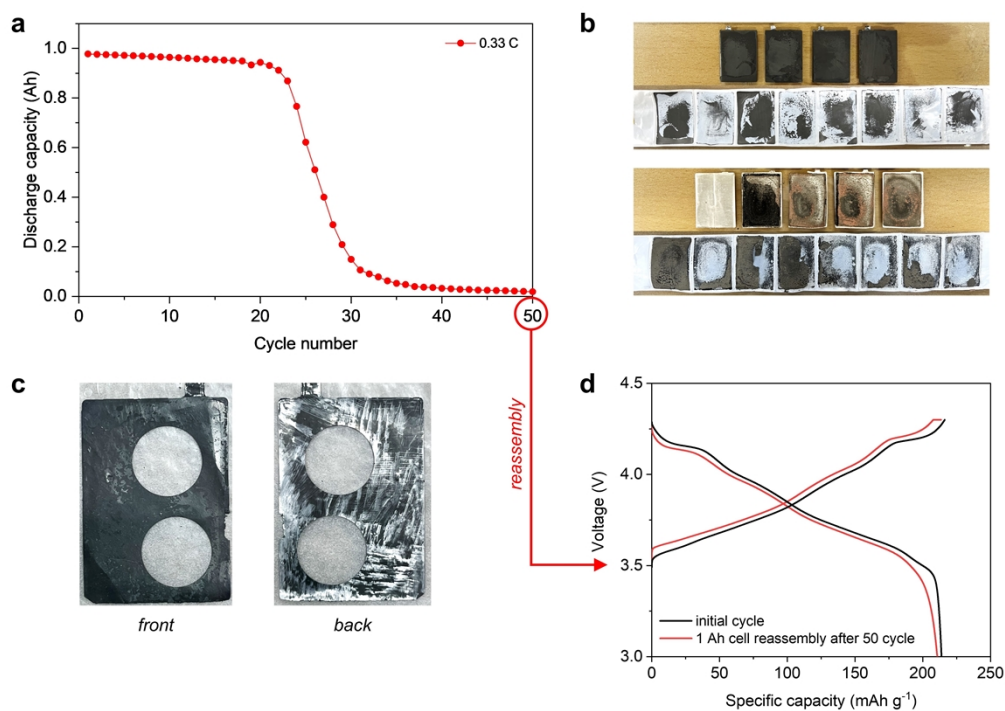 a
Discharge capacity (Ah)
1.0
0.8
0.6
0.4
0.2
0.0
0
10
20
30
40
50
Cycle number
0.33 C
b
c
front
back
reassembly
d
Voltage (V)
4.5
4.0
3.5
3.0
initial cycle
1 Ah cell reassembly after 50 cycle
0
50
100
150
200
250
Specific capacity (mAh g⁻¹)